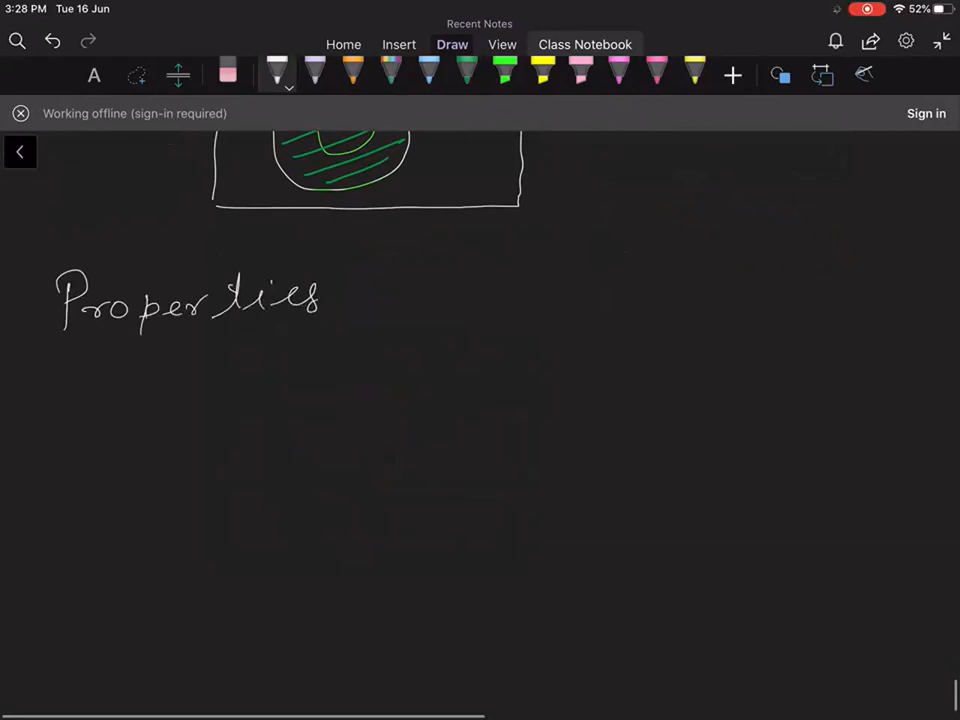 3:28 PM Tue 16 Jun
52%
Recent Notes
Home Insert Draw View Class Notebook
A
Working offline (sign-in required)
Sign in
Properties